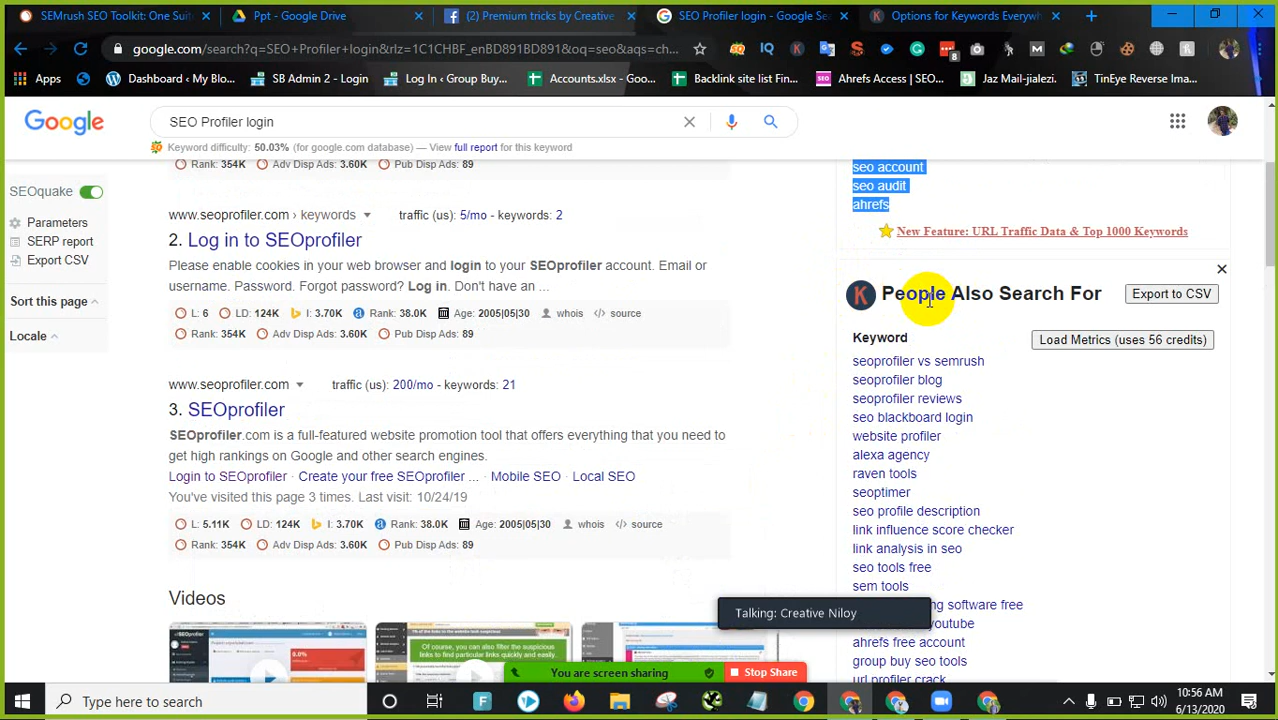 SEMrush SEO Toolkit: One Suit
Ppt - Google Drive
(2) Premium tricks by Creative
SEO Profiler login - Google Sea
Options for Keywords Everywh
google.com/search?q=SEO+Profiler+login&rlz=1C1CHBF_enBD891BD891&oq=seo&aqs=ch...
IQ
8
Apps
Dashboard ‹ My Blo...
SB Admin 2 - Login
Log In ‹ Group Buy...
Accounts.xlsx - Goo...
Backlink site list Fin...
Ahrefs Access | SEO...
Jaz Mail-jialezi.
TinEye Reverse Ima...
Google
SEO Profiler login
Keyword difficulty: 50.03% (for google.com database) — View full report for this keyword
SEOquake
Parameters
SERP report
Export CSV
Sort this page
Locale
Rank: 354K Adv Disp Ads: 3.60K Pub Disp Ads: 89
www.seoprofiler.com › keywords traffic (us): 5/mo - keywords: 2
2. Log in to SEOprofiler
Please enable cookies in your web browser and login to your SEOprofiler account. Email or
username. Password. Forgot password? Log in. Don't have an ...
L: 6 LD: 124K I: 3.70K Rank: 38.0K Age: 2005|05|30 whois </> source
Rank: 354K Adv Disp Ads: 3.60K Pub Disp Ads: 89
www.seoprofiler.com traffic (us): 200/mo - keywords: 21
3. SEOprofiler
SEOprofiler.com is a full-featured website promotion tool that offers everything that you need to
get high rankings on Google and other search engines.
Login to SEOprofiler · Create your free SEOprofiler ... · Mobile SEO · Local SEO
You've visited this page 3 times. Last visit: 10/24/19
L: 5.11K LD: 124K I: 3.70K Rank: 38.0K Age: 2005|05|30 whois </> source
Rank: 354K Adv Disp Ads: 3.60K Pub Disp Ads: 89
Videos
seo account
seo audit
ahrefs
New Feature: URL Traffic Data & Top 1000 Keywords
K People Also Search For
Export to CSV
Keyword
Load Metrics (uses 56 credits)
seoprofiler vs semrush
seoprofiler blog
seoprofiler reviews
seo blackboard login
website profiler
alexa agency
raven tools
seoptimer
seo profile description
link influence score checker
link analysis in seo
seo tools free
sem tools
software free
youtube
ahrefs free account
group buy seo tools
url profiler crack
Talking: Creative Niloy
You are screen sharing
Stop Share
Type here to search
10:56 AM
6/13/2020